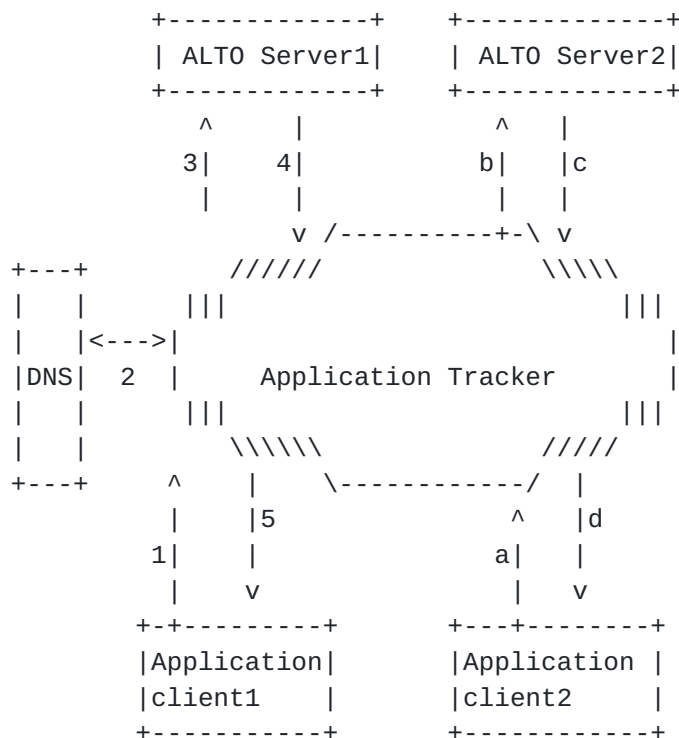 ALTO Server1 ALTO Server2
3 4 b c
DNS 2 Application Tracker
5 d
1 a
Application Application
client1 client2